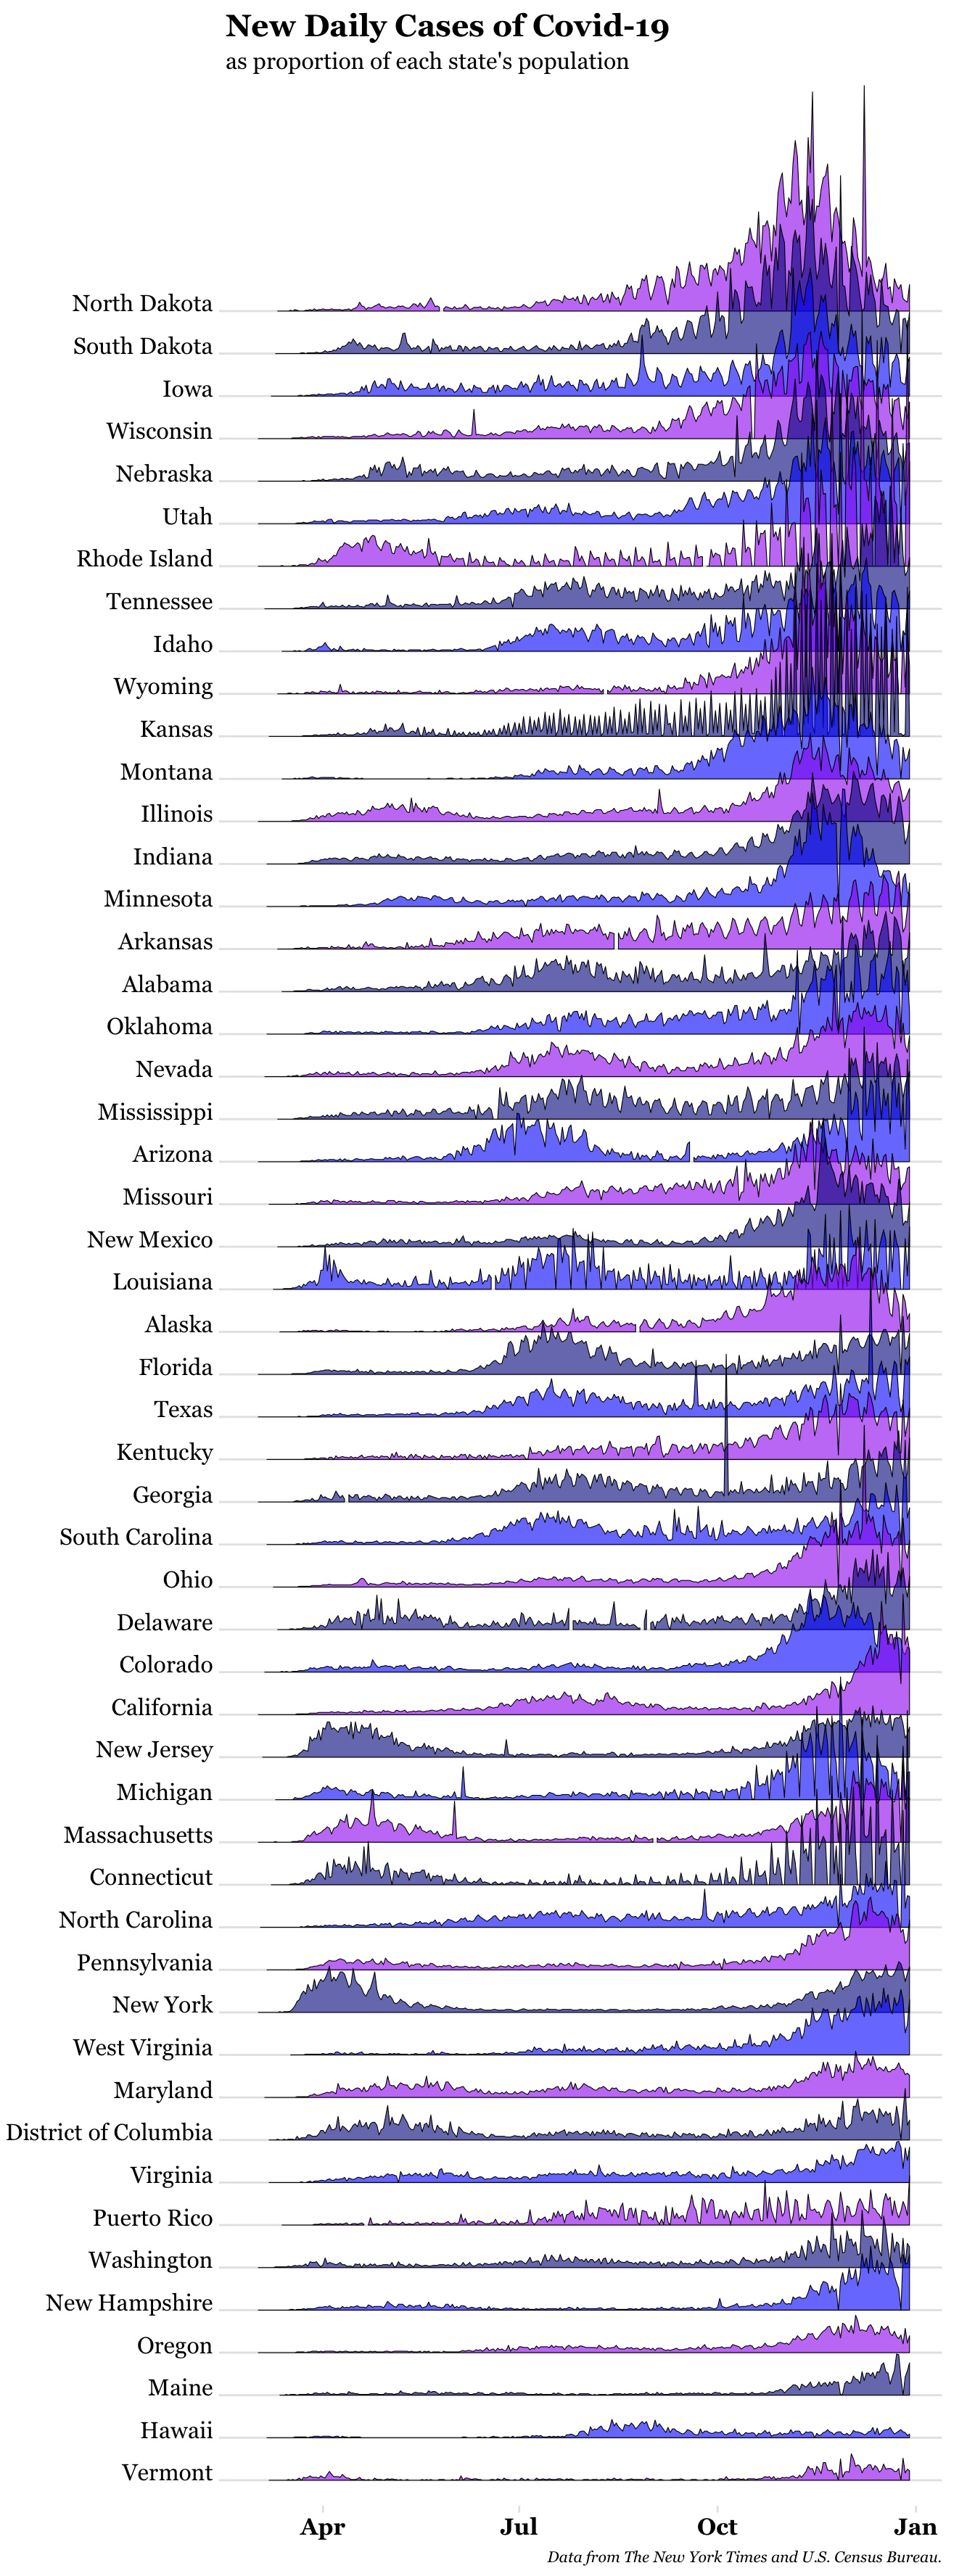 New Daily Cases of Covid-19
as proportion of each state's population
North Dakota
South Dakota
Iowa
Wisconsin
Nebraska
Utah
Rhode Island
Tennessee
Idaho
Wyoming
Kansas
Montana
Illinois
Indiana
Minnesota
Arkansas
Alabama
Oklahoma
Nevada
Mississippi
Arizona
Missouri
New Mexico
Louisiana
Alaska
Florida
Texas
Kentucky
Georgia
South Carolina
Ohio
Delaware
Colorado
California
New Jersey
Michigan
Massachusetts
Connecticut
North Carolina
Pennsylvania
New York
West Virginia
Maryland
District of Columbia
Virginia
Puerto Rico
Washington
New Hampshire
Oregon
Maine
Hawaii
Vermont
Apr Jul Oct Jan
Data from The New York Times and U.S. Census Bureau.